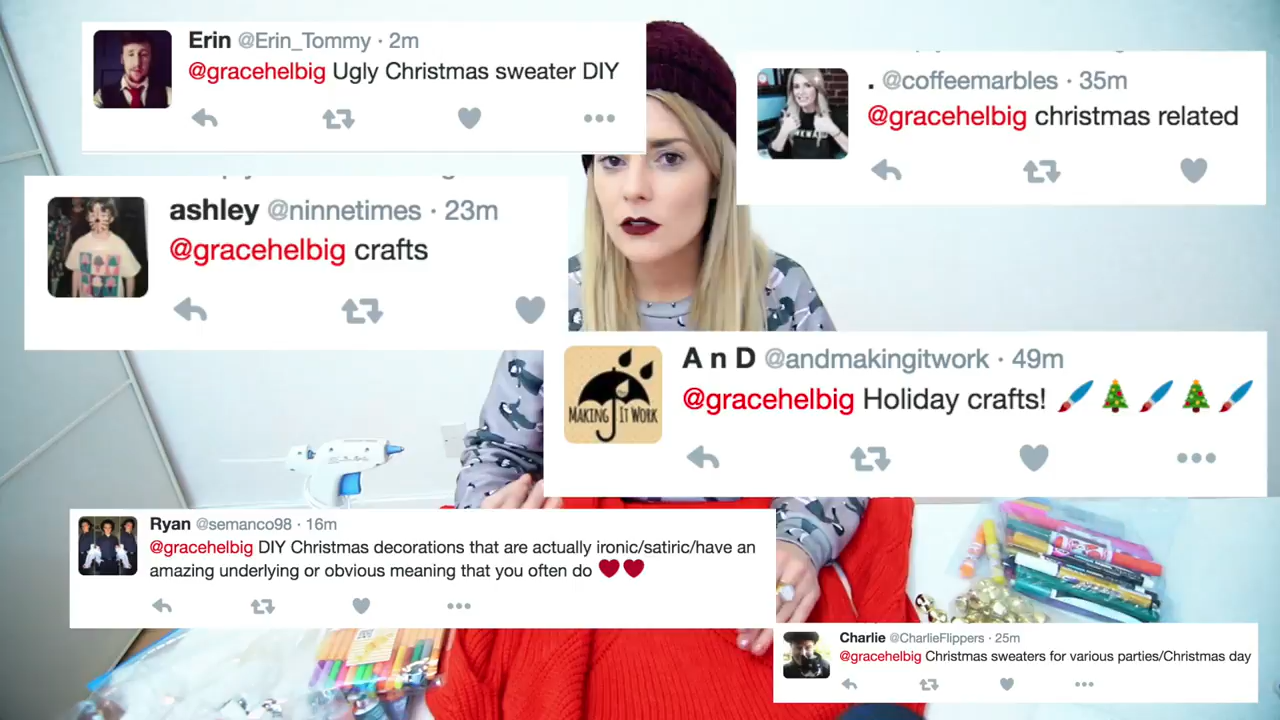 Erin @Erin_Tommy · 2m
@gracehelbig Ugly Christmas sweater DIY
. @coffeemarbles · 35m
@gracehelbig christmas related
ashley @ninnetimes · 23m
@gracehelbig crafts
A n D @andmakingitwork · 49m
@gracehelbig Holiday crafts! 🖌️🎄🖌️🎄🖌️
MAKING IT WORK
Ryan @semanco98 · 16m
@gracehelbig DIY Christmas decorations that are actually ironic/satiric/have an
amazing underlying or obvious meaning that you often do ❤️❤️
Charlie @CharlieFlippers · 25m
@gracehelbig Christmas sweaters for various parties/Christmas day